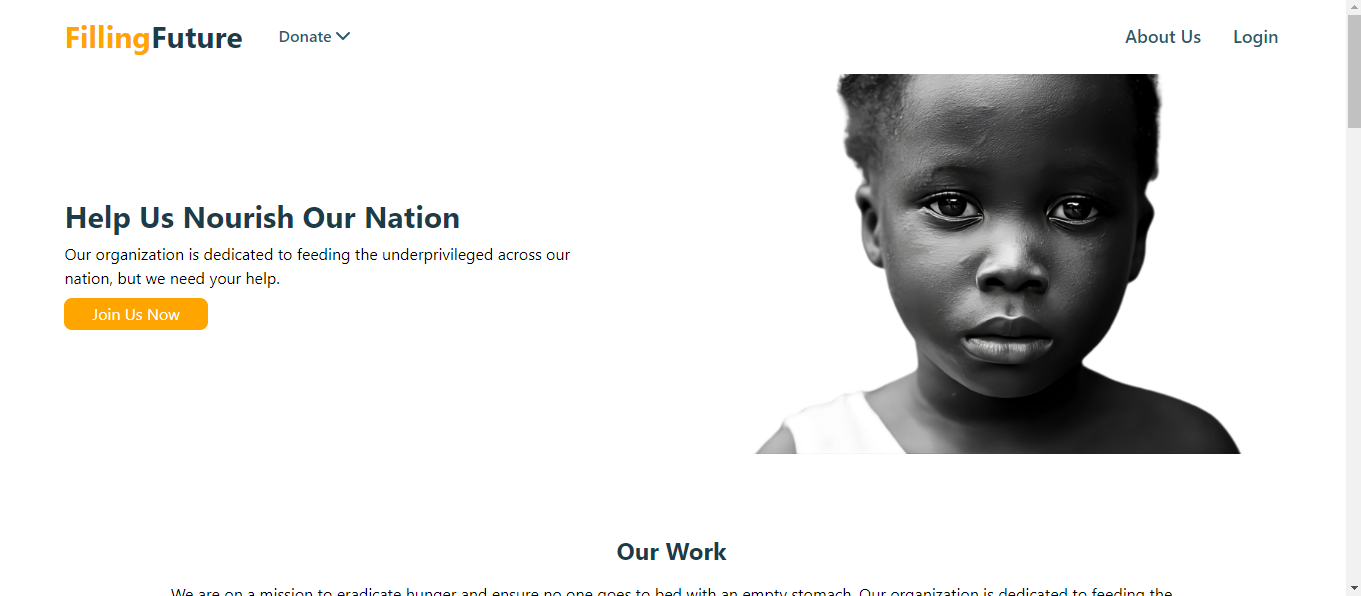 FillingFuture
Donate
About Us
Login
Help Us Nourish Our Nation
Our organization is dedicated to feeding the underprivileged across our
nation, but we need your help.
Join Us Now
Our Work
We are on a mission to eradicate hunger and ensure no one goes to bed with an empty stomach. Our organization is dedicated to feeding the